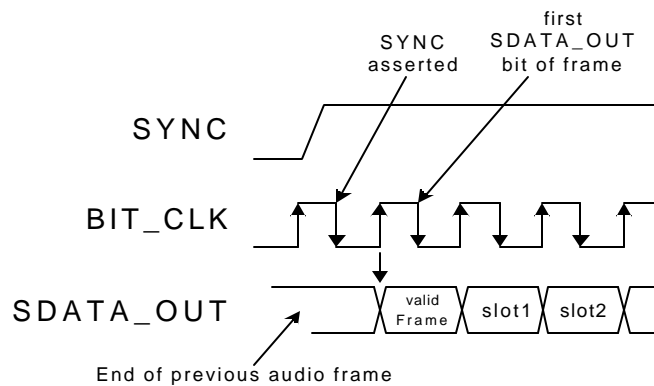 SYNC
asserted
first
SDATA_OUT
bit of frame
SYNC
BIT_CLK
SDATA_OUT
valid
Frame
slot1
slot2
End of previous audio frame